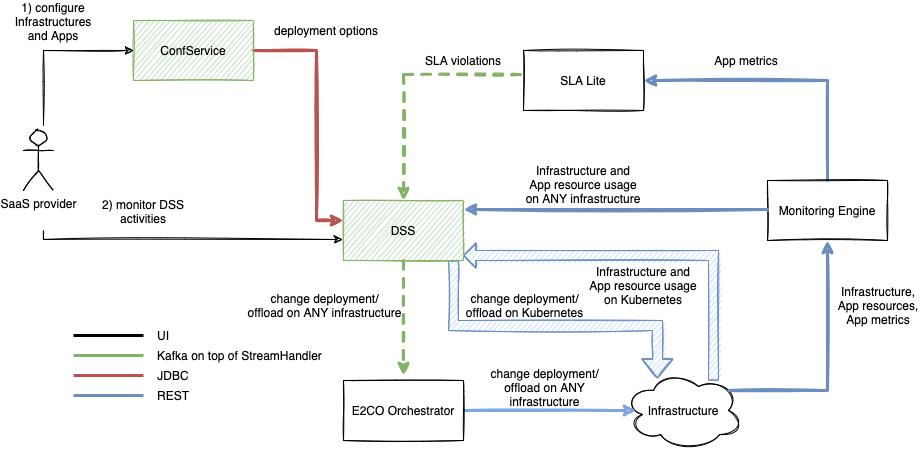 1) configure
Infrastructures
and Apps
ConfService
deployment options
SLA violations
SLA Lite
App metrics
SaaS provider
2) monitor DSS
activities
DSS
Infrastructure and
App resource usage
on ANY infrastructure
Monitoring Engine
Infrastructure and
App resource usage
on Kubernetes
change deployment/
offload on ANY infrastructure
change deployment/
offload on Kubernetes
Infrastructure,
App resources,
App metrics
UI
Kafka on top of StreamHandler
JDBC
REST
E2CO Orchestrator
change deployment/
offload on ANY
infrastructure
Infrastructure